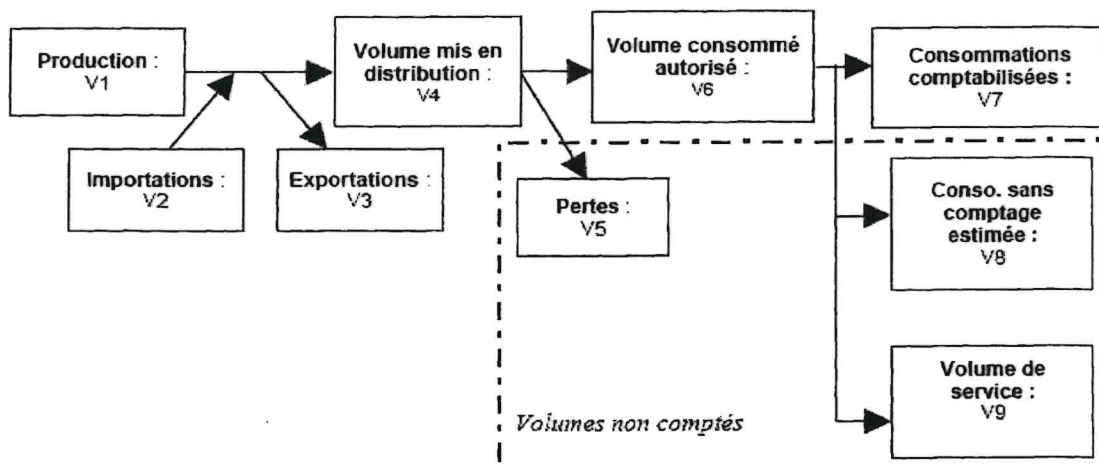 Production :
V1
Importations :
V2
Exportations :
V3
Volume mis en
distribution :
V4
Pertes :
V5
Volume consommé
autorisé :
V6
Consommations
comptabilisées :
V7
Conso. sans
comptage
estimée :
V8
Volume de
service :
V9
Volumes non comptés